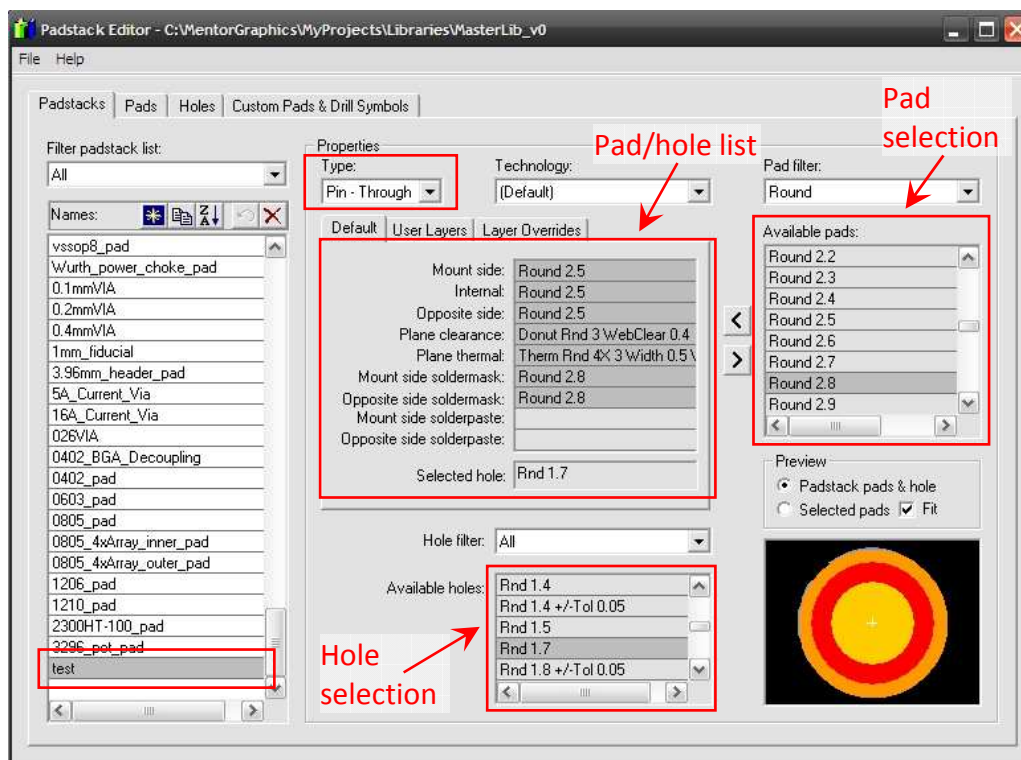 Padstack Editor - C:\MentorGraphics\MyProjects\Libraries\MasterLib_v0
File Help
Padstacks Pads Holes Custom Pads & Drill Symbols
Filter padstack list:
All
Names:
vssop8_pad
Wurth_power_choke_pad
0.1mmVIA
0.2mmVIA
0.4mmVIA
1mm_fiducial
3.96mm_header_pad
5A_Current_Via
16A_Current_Via
026VIA
0402_BGA_Decoupling
0402_pad
0603_pad
0805_pad
0805_4xArray_inner_pad
0805_4xArray_outer_pad
1206_pad
1210_pad
2300HT-100_pad
3296_pot_pad
test
Properties
Type:
Pin - Through
Technology:
(Default)
Pad/hole list
Default User Layers Layer Overrides
Mount side: Round 2.5
Internal: Round 2.5
Opposite side: Round 2.5
Plane clearance: Donut Rnd 3 WebClear 0.4
Plane thermal: Therm Rnd 4X 3 Width 0.5
Mount side soldermask: Round 2.8
Opposite side soldermask: Round 2.8
Mount side solderpaste:
Opposite side solderpaste:
Selected hole: Rnd 1.7
Hole filter: All
Available holes:
Rnd 1.4
Rnd 1.4 +/-Tol 0.05
Rnd 1.5
Rnd 1.7
Rnd 1.8 +/-Tol 0.05
Hole
selection
Pad
selection
Pad filter:
Round
Available pads:
Round 2.2
Round 2.3
Round 2.4
Round 2.5
Round 2.6
Round 2.7
Round 2.8
Round 2.9
Preview
Padstack pads & hole
Selected pads Fit